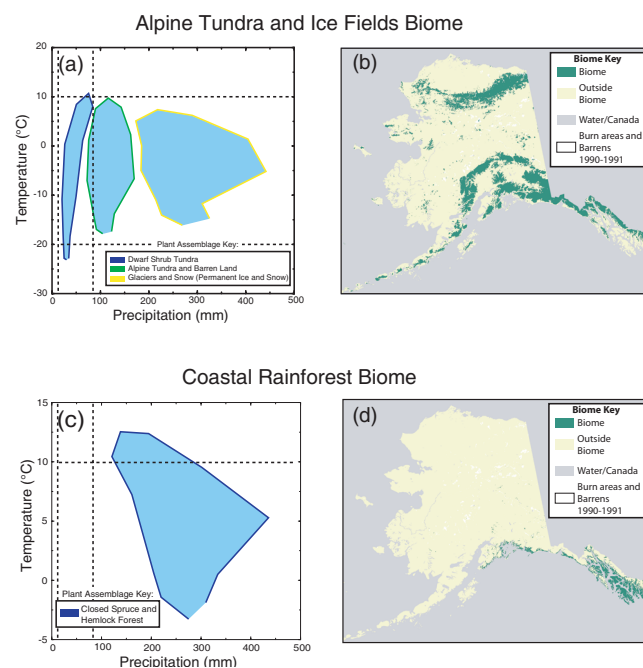 Alpine Tundra and Ice Fields Biome
(a)
20
10
0
-10
-20
-30
Temperature (°C)
Plant Assemblage Key:
Dwarf Shrub Tundra
Alpine Tundra and Barren Land
Glaciers and Snow (Permanent Ice and Snow)
0 100 200 300 400 500
Precipitation (mm)
(b)
Biome Key
Biome
Outside
Biome
Water/Canada
Burn areas and
Barrens
1990-1991
Coastal Rainforest Biome
(c)
15
10
5
0
-5
Temperature (°C)
Plant Assemblage Key:
Closed Spruce and
Hemlock Forest
0 100 200 300 400 500
Precipitation (mm)
(d)
Biome Key
Biome
Outside
Biome
Water/Canada
Burn areas and
Barrens
1990-1991